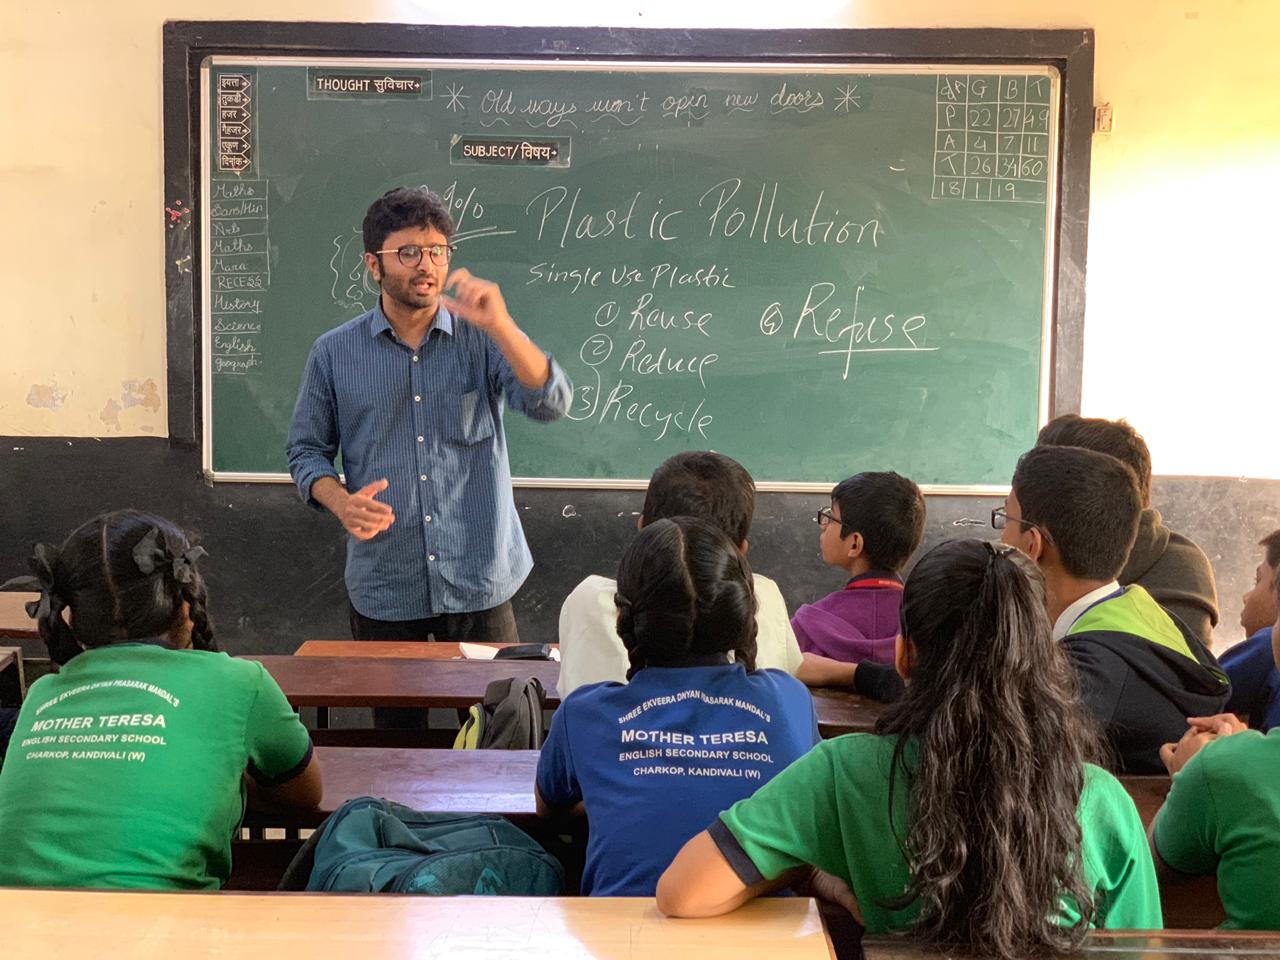 THOUGHT सुविचार→
Old ways won't open new doors
SUBJECT/विषय→
इयत्ता→
तुकडी→
हजर→
गैरहजर→
एकूण→
दिनांक→
Maths
Sans/Hin
Maths
Mara
RECESS
History
Science
English
geograph
G B T
P 22 27 49
A 4 7 11
T 26 34 60
18 1 19
Plastic Pollution
Single Use Plastic
① Reuse
② Reduce
③ Recycle
④ Refuse
SHREE EKVEERA DNYAN PRASARAK MANDAL'S
MOTHER TERESA
ENGLISH SECONDARY SCHOOL
CHARKOP, KANDIVALI (W)
SHREE EKVEERA DNYAN PRASARAK MANDAL'S
MOTHER TERESA
ENGLISH SECONDARY SCHOOL
CHARKOP, KANDIVALI (W)